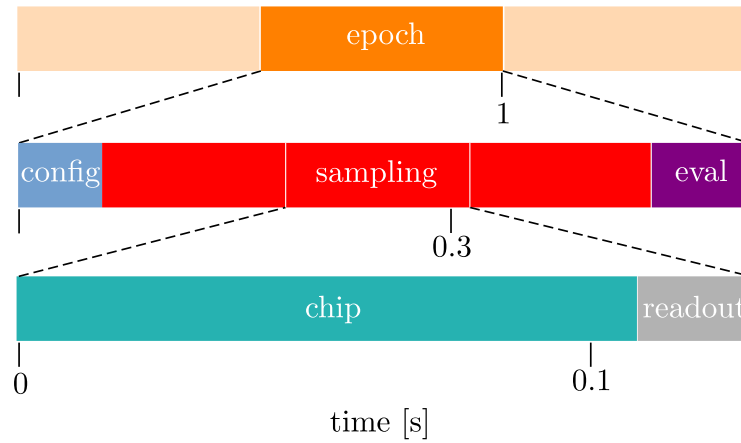 epoch
1
config sampling eval
0.3
chip readout
0 0.1
time [s]